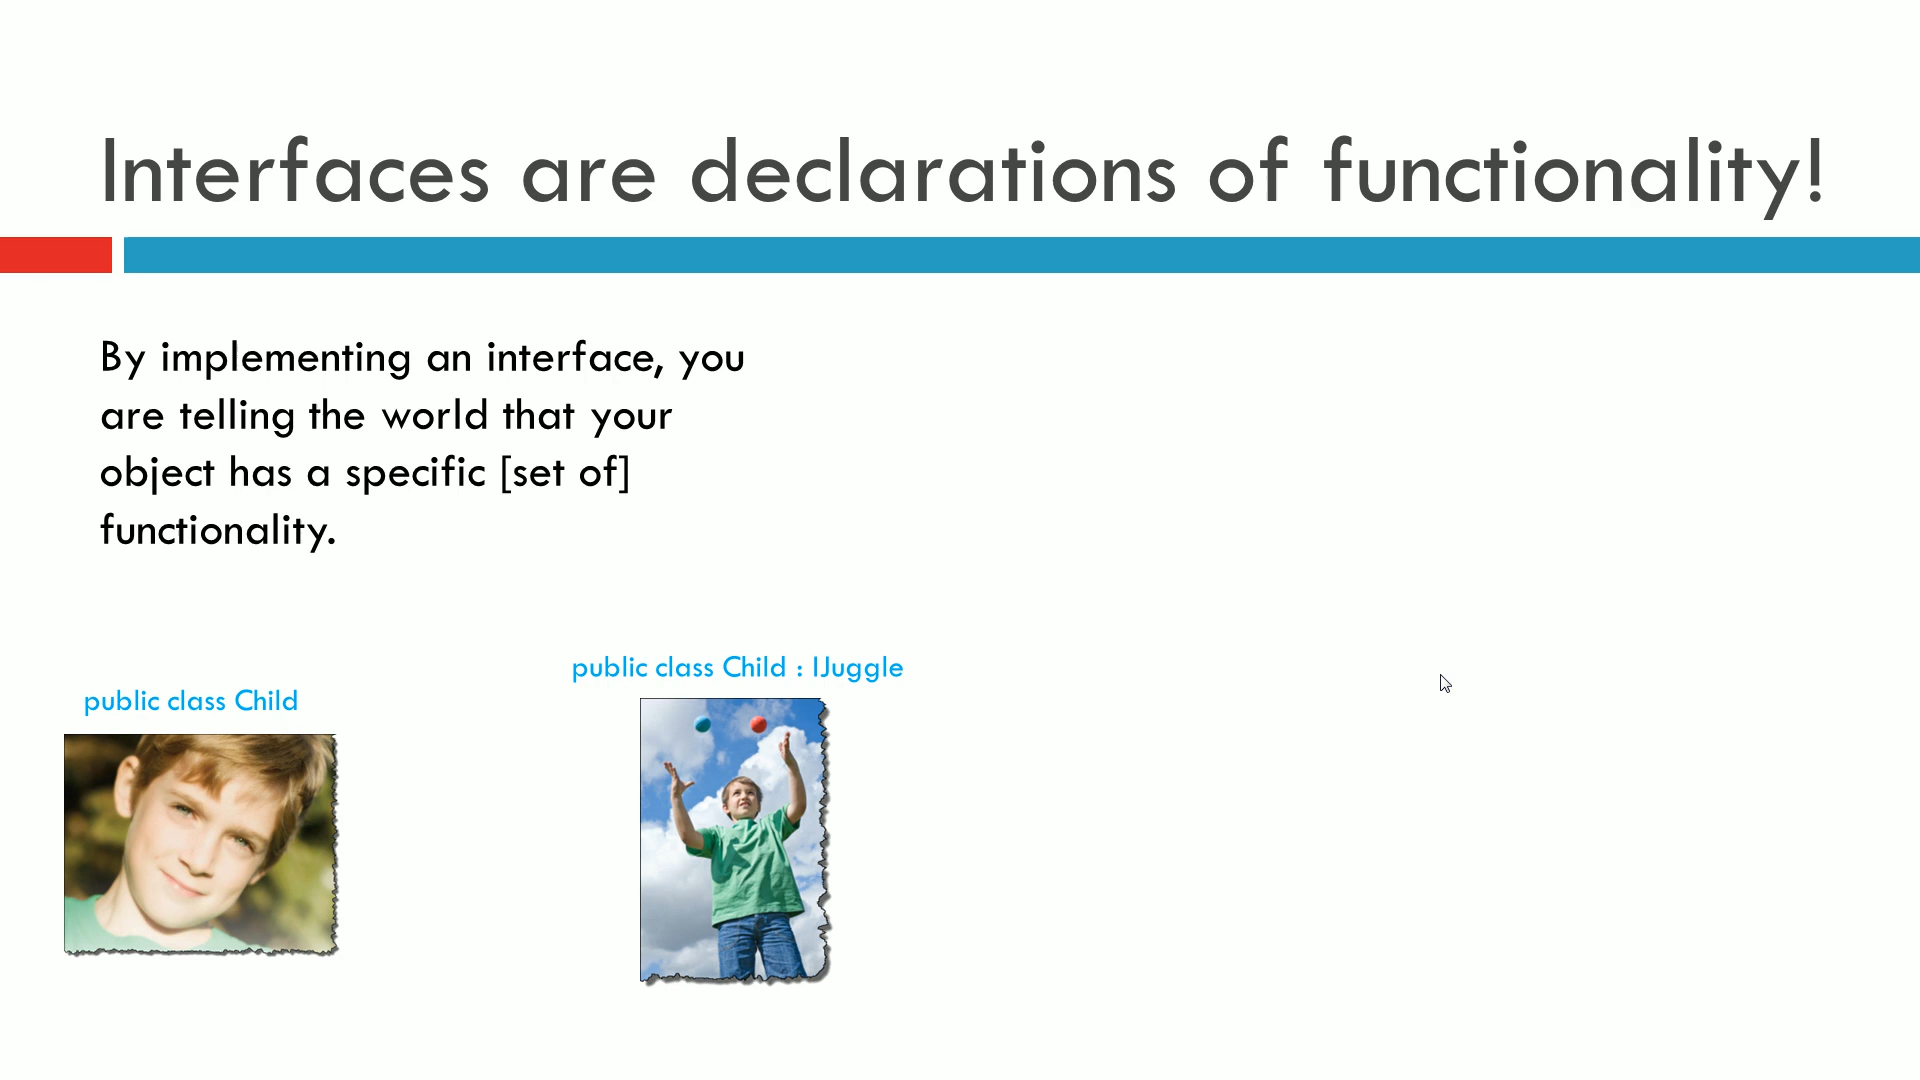 Interfaces are declarations of functionality!
By implementing an interface, you
are telling the world that your
object has a specific [set of]
functionality.
public class Child
public class Child : IJuggle